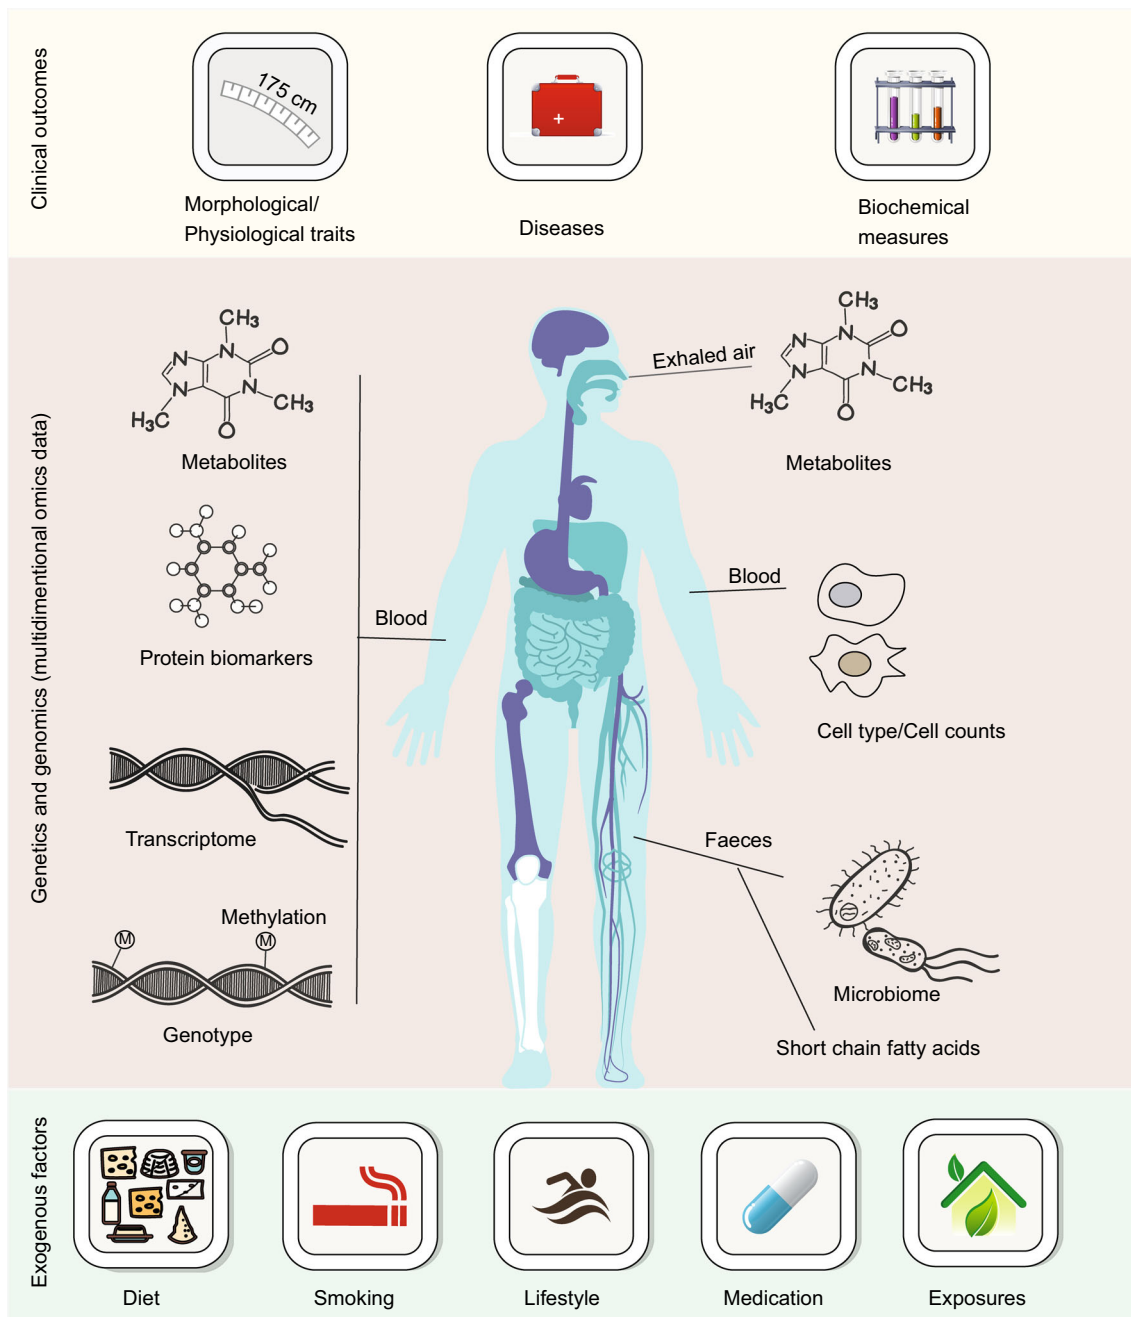 Clinical outcomes
175 cm
Morphological/
Physiological traits
Diseases
Biochemical
measures
Genetics and genomics (multidimentional omics data)
CH3
N
N
O
N
N
CH3
H3C
O
Metabolites
Exhaled air
CH3
N
N
O
N
N
CH3
H3C
O
Metabolites
Protein biomarkers
Blood
Blood
Cell type/Cell counts
Transcriptome
Faeces
Methylation
M
M
Genotype
Microbiome
Short chain fatty acids
Exogenous factors
Diet
Smoking
Lifestyle
Medication
Exposures